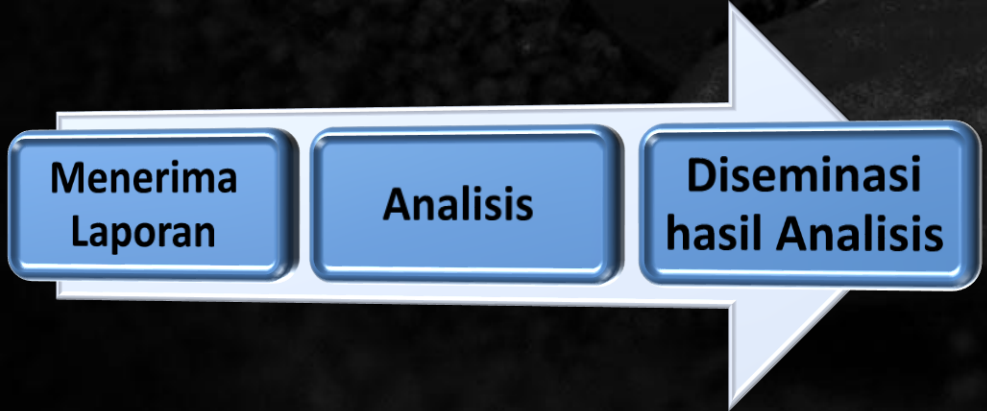 Menerima
Laporan
Analisis
Diseminasi
hasil Analisis